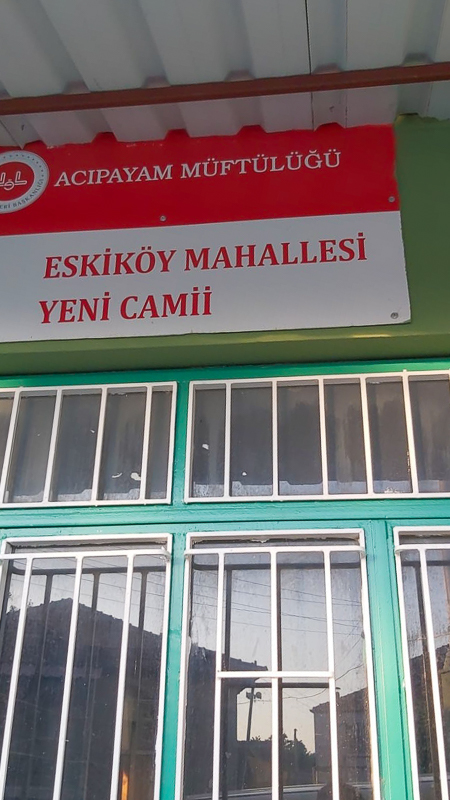 ACIPAYAM MÜFTÜLÜĞÜ
ESKİKÖY MAHALLESİ
YENİ CAMİİ